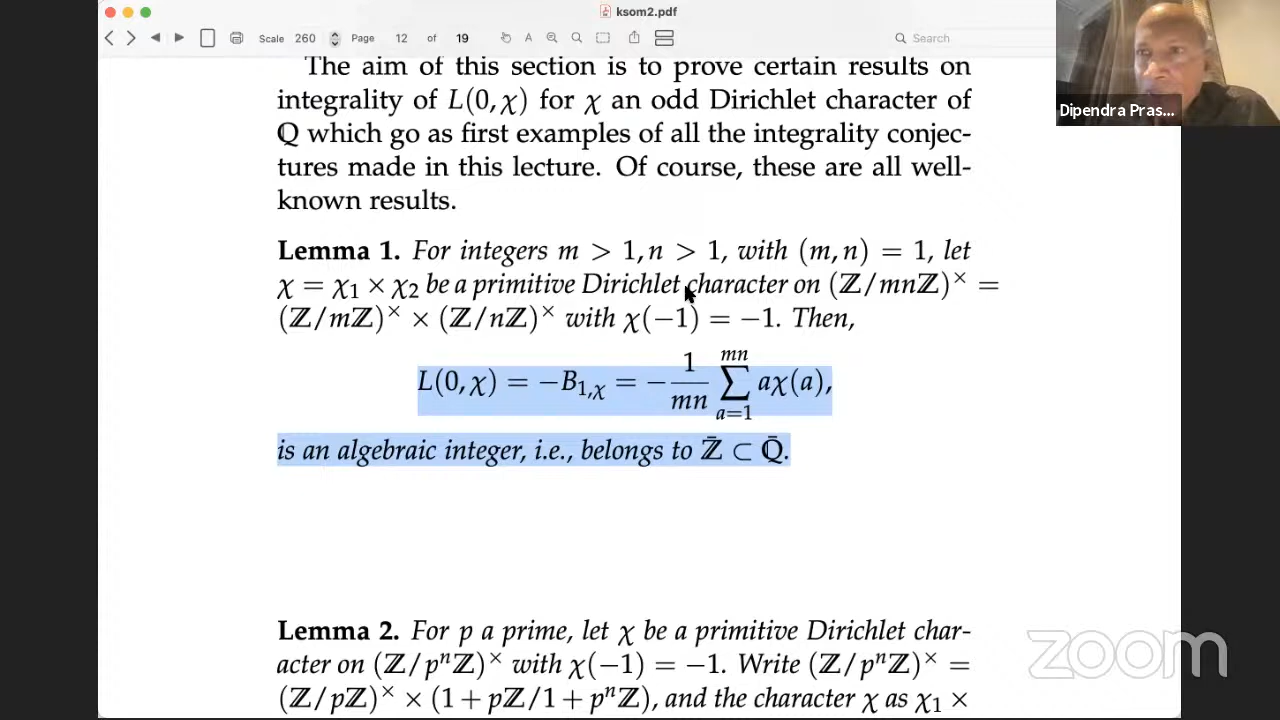 ksom2.pdf
Scale 260 Page 12 of 19 Search
The aim of this section is to prove certain results on
integrality of L(0, χ) for χ an odd Dirichlet character of
ℚ which go as first examples of all the integrality conjec-
tures made in this lecture. Of course, these are all well-
known results.
Lemma 1. For integers m > 1, n > 1, with (m, n) = 1, let
χ = χ₁ × χ₂ be a primitive Dirichlet character on (ℤ/mnℤ)^× =
(ℤ/mℤ)^× × (ℤ/nℤ)^× with χ(−1) = −1. Then,
L(0, χ) = −B_{1,χ} = −\frac{1}{mn} \sum_{a=1}^{mn} aχ(a),
is an algebraic integer, i.e., belongs to ℤ̄ ⊂ ℚ̄.
Lemma 2. For p a prime, let χ be a primitive Dirichlet char-
acter on (ℤ/pⁿℤ)^× with χ(−1) = −1. Write (ℤ/pⁿℤ)^× =
(ℤ/pℤ)^× × (1 + pℤ/1 + pⁿℤ), and the character χ as χ₁ ×
Dipendra Pras...
zoom